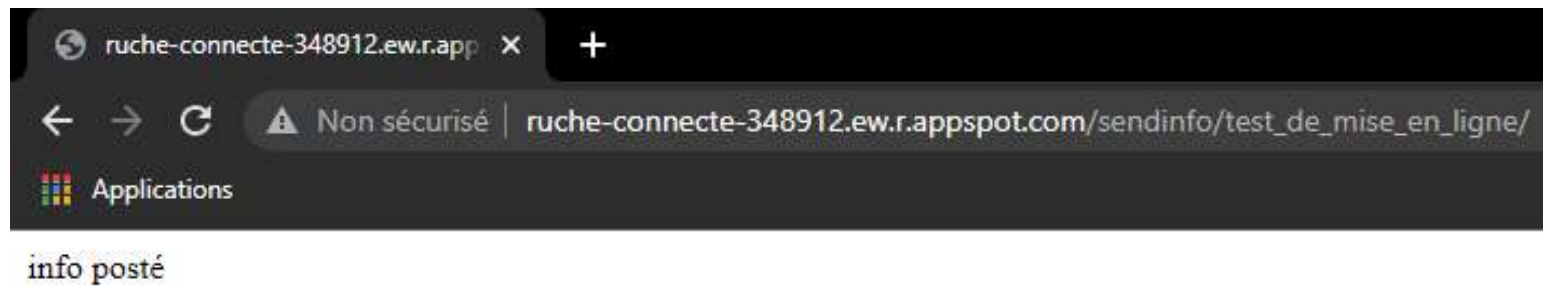 ruche-connecte-348912.ew.r.app
Non sécurisé | ruche-connecte-348912.ew.r.appspot.com/sendinfo/test_de_mise_en_ligne/
Applications
info posté